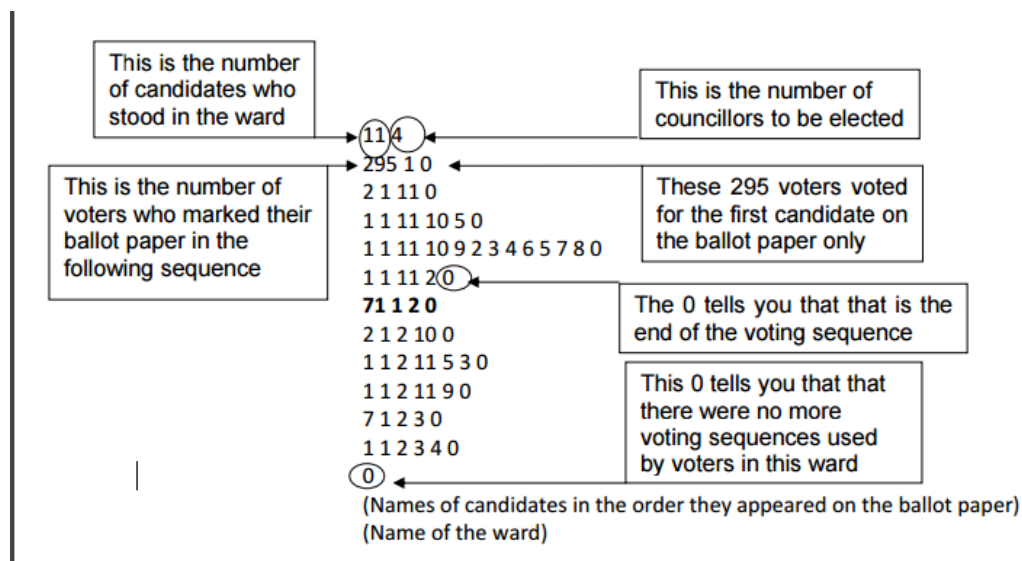 This is the number
of candidates who
stood in the ward
This is the number of
councillors to be elected
11 4
295 1 0
This is the number of
voters who marked their
ballot paper in the
following sequence
These 295 voters voted
for the first candidate on
the ballot paper only
2 1 11 0
1 1 11 10 5 0
1 1 11 10 9 2 3 4 6 5 7 8 0
1 1 11 2 0
71 1 2 0
2 1 2 10 0
1 1 2 11 5 3 0
1 1 2 11 9 0
7 1 2 3 0
1 1 2 3 4 0
0
The 0 tells you that that is the
end of the voting sequence
This 0 tells you that that
there were no more
voting sequences used
by voters in this ward
(Names of candidates in the order they appeared on the ballot paper)
(Name of the ward)